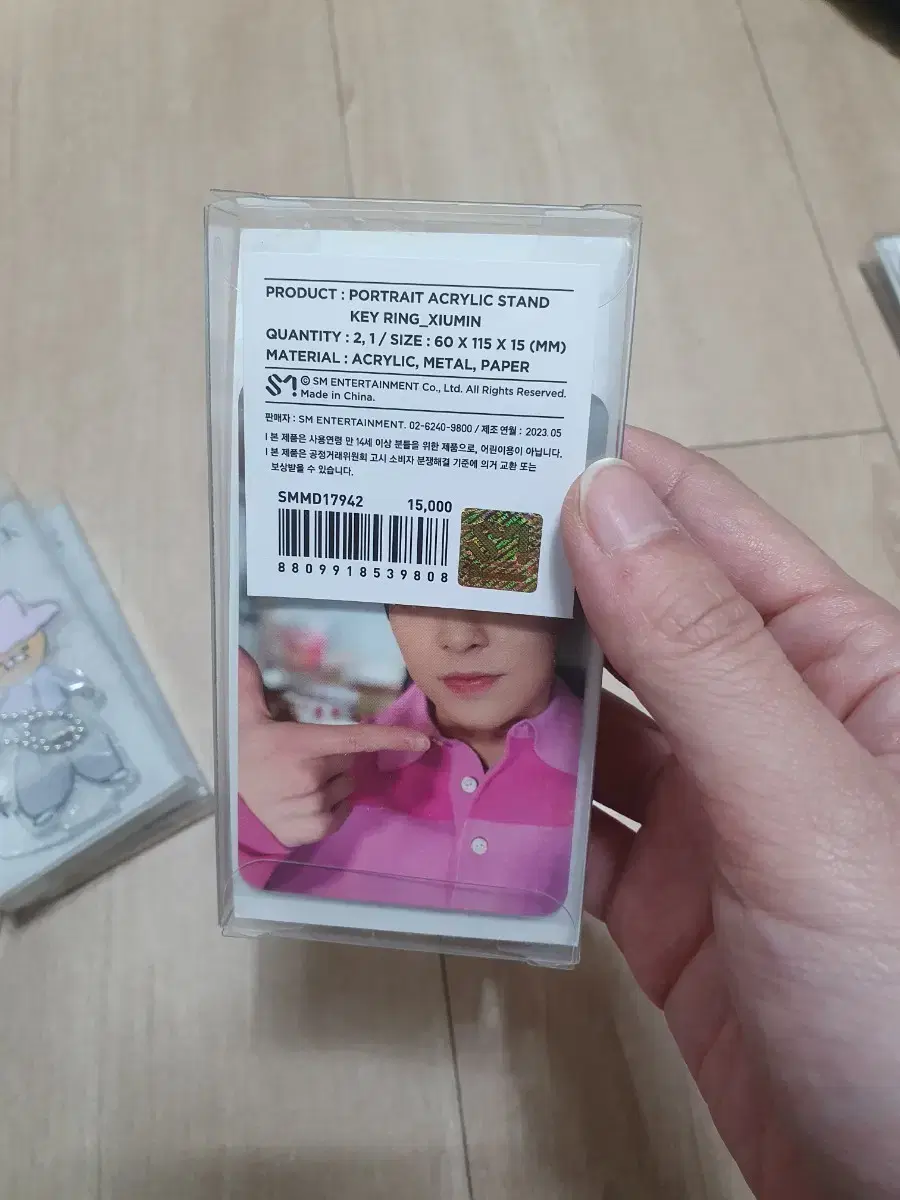 PRODUCT : PORTRAIT ACRYLIC STAND
KEY RING_XIUMIN
QUANTITY : 2, 1 / SIZE : 60 X 115 X 15 (MM)
MATERIAL : ACRYLIC, METAL, PAPER
SM! © SM ENTERTAINMENT Co., Ltd. All Rights Reserved.
Made in China.
판매자 : SM ENTERTAINMENT. 02-6240-9800 / 제조 연월 : 2023. 05
l 본 제품은 사용연령 만 14세 이상 분들을 위한 제품으로, 어린이용이 아닙니다.
l 본 제품은 공정거래위원회 고시 소비자 분쟁해결 기준에 의거 교환 또는
보상받을 수 있습니다.
SMMD17942 15,000
8809918539808